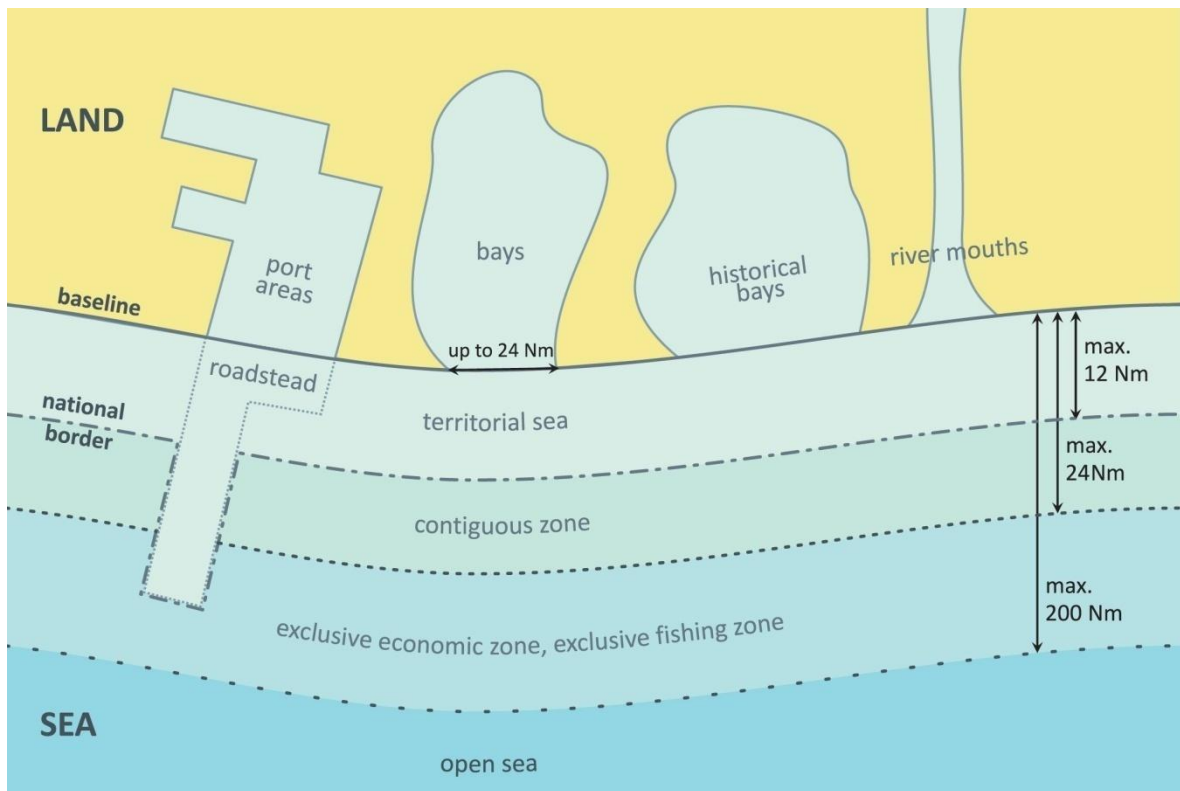 LAND
port
areas
bays
historical
bays
river mouths
baseline
up to 24 Nm
roadstead
max.
12 Nm
national
border
territorial sea
max.
24Nm
contiguous zone
max.
200 Nm
exclusive economic zone, exclusive fishing zone
SEA
open sea